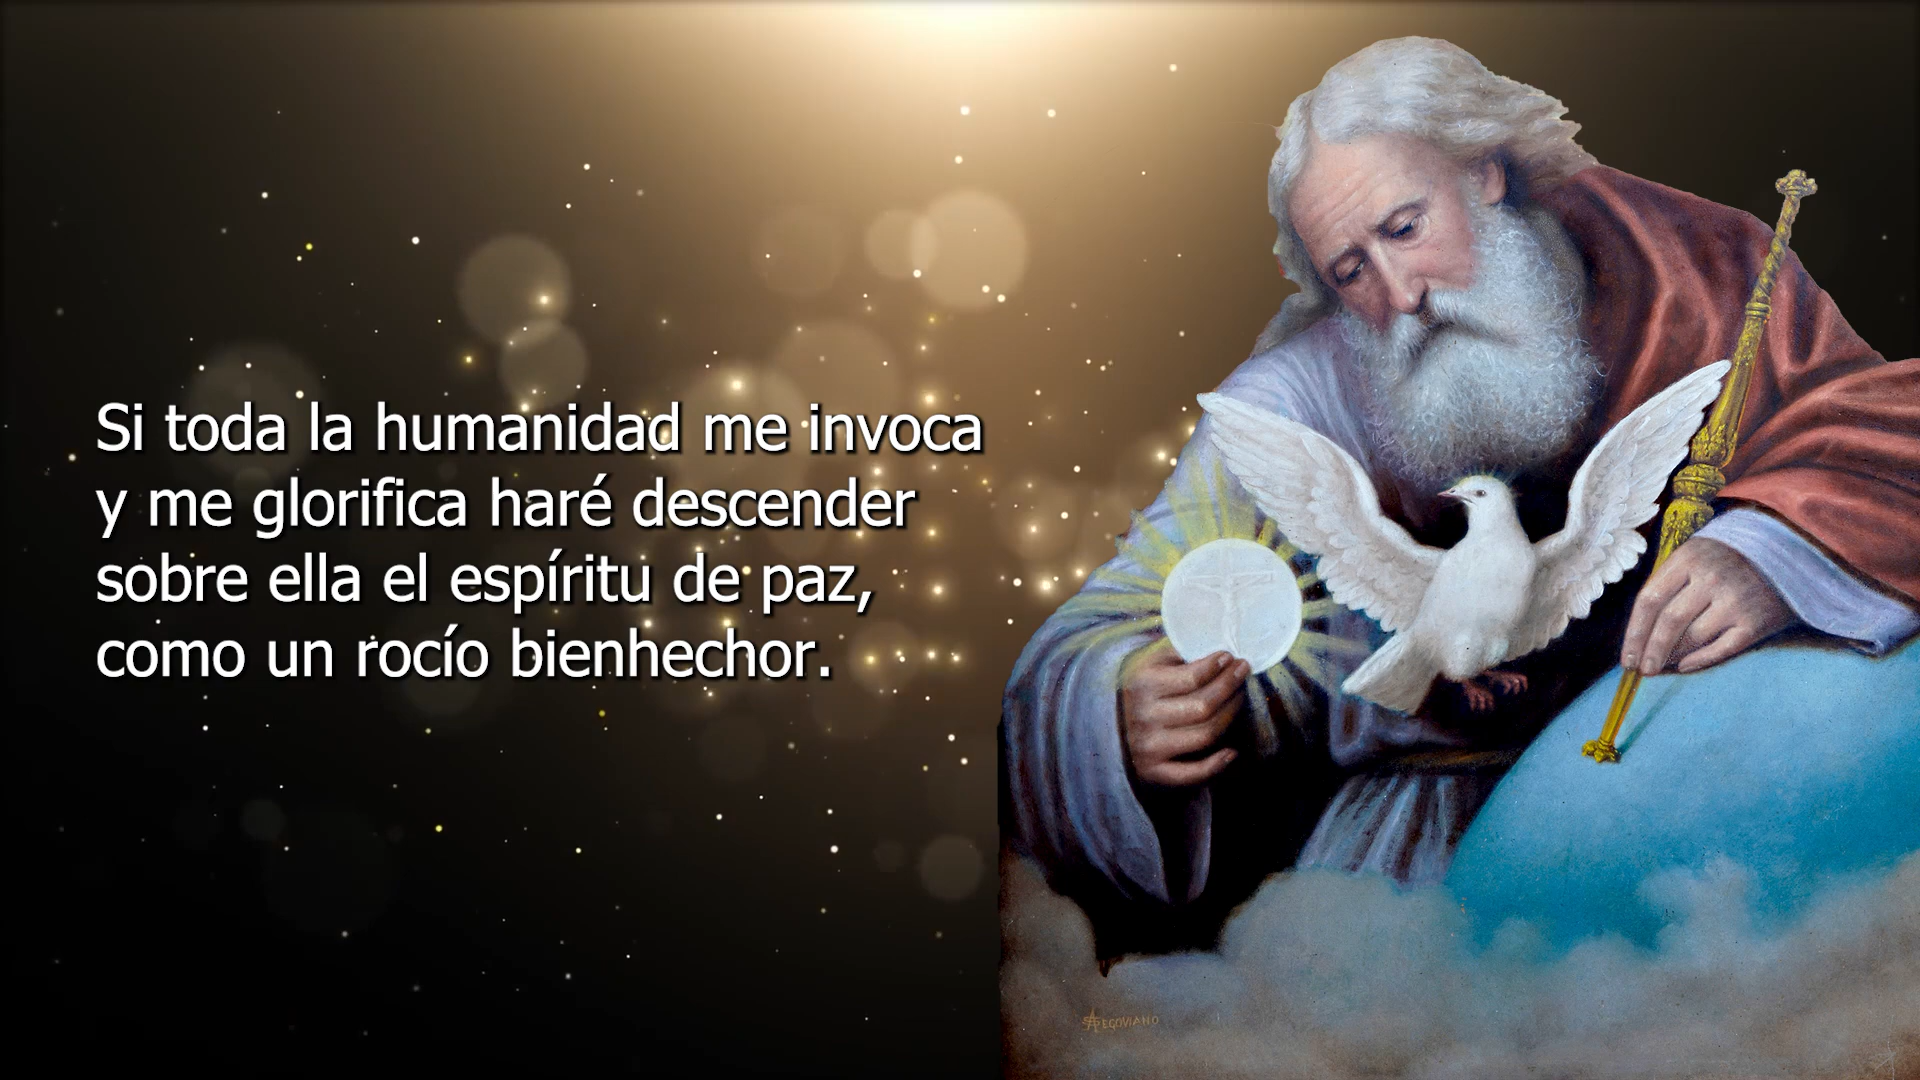 Si toda la humanidad me invoca
y me glorifica haré descender
sobre ella el espíritu de paz,
como un rocío bienhechor.
SEGOVIANO